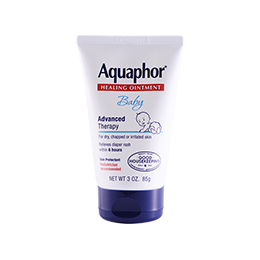 Aquaphor
HEALING OINTMENT
Baby
Advanced
Therapy
For dry, chapped or irritated skin
Relieves diaper rash
within 6 hours
Skin Protectant
recommended
GOOD
HOUSEKEEPING
NET WT 3 OZ. 85g